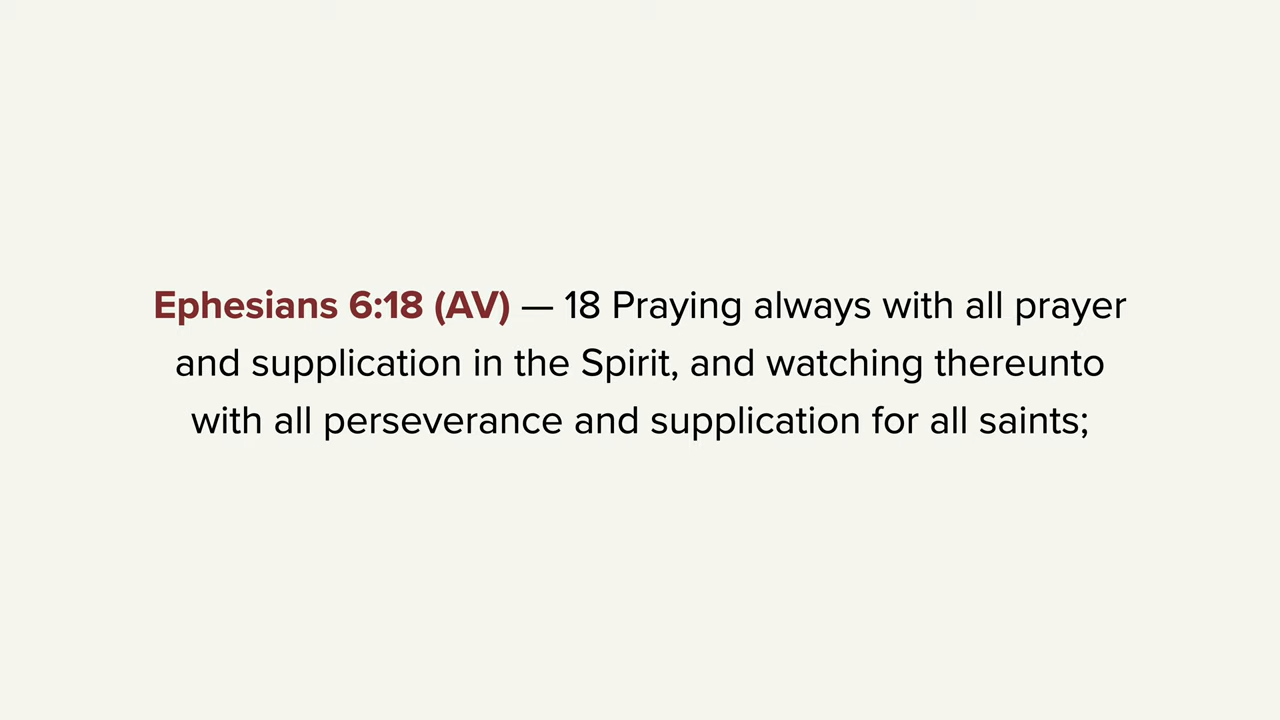 Ephesians 6:18 (AV) — 18 Praying always with all prayer
and supplication in the Spirit, and watching thereunto
with all perseverance and supplication for all saints;